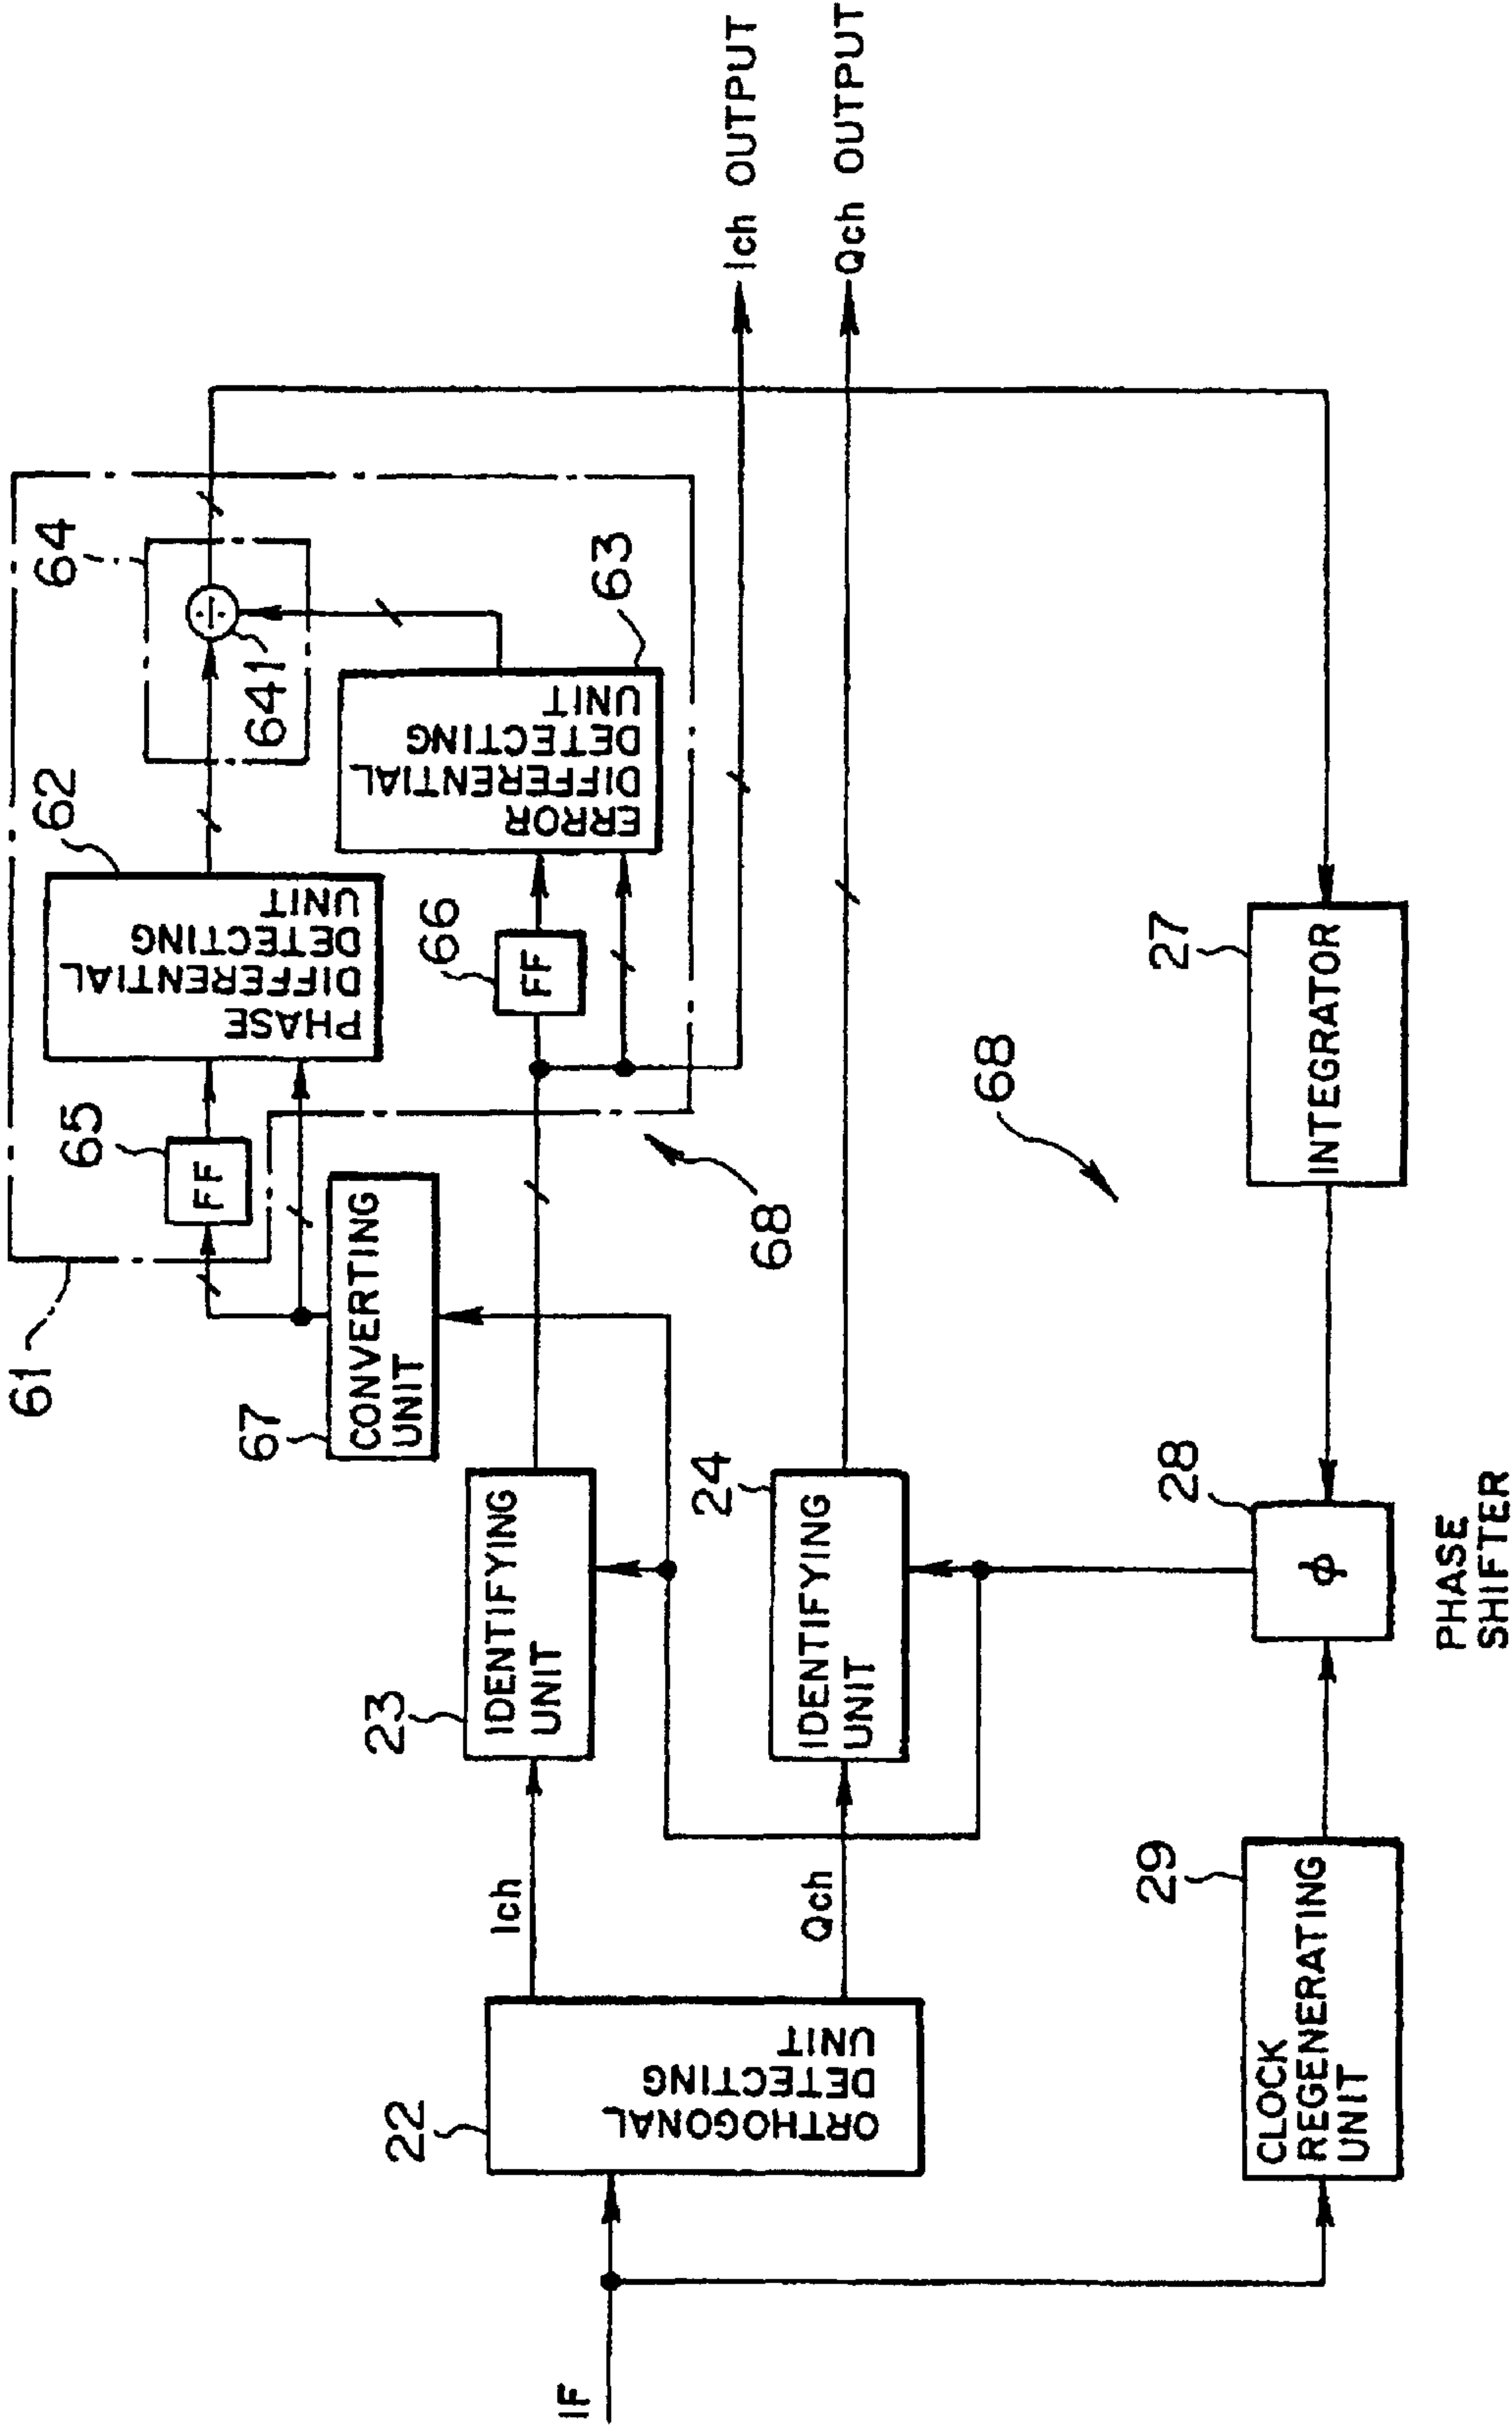 61
65
FF
62
PHASE
DIFFERENTIAL
DETECTING
UNIT
64
641
÷
67
CONVERTING
UNIT
66
FF
63
ERROR
DIFFERENTIAL
DETECTING
UNIT
23
IDENTIFYING
UNIT
68
Ich OUTPUT
IF
22
ORTHOGONAL
DETECTING
UNIT
Ich
Qch
24
IDENTIFYING
UNIT
Qch OUTPUT
68
29
CLOCK
REGENERATING
UNIT
28
ϕ
PHASE
SHIFTER
27
INTEGRATOR